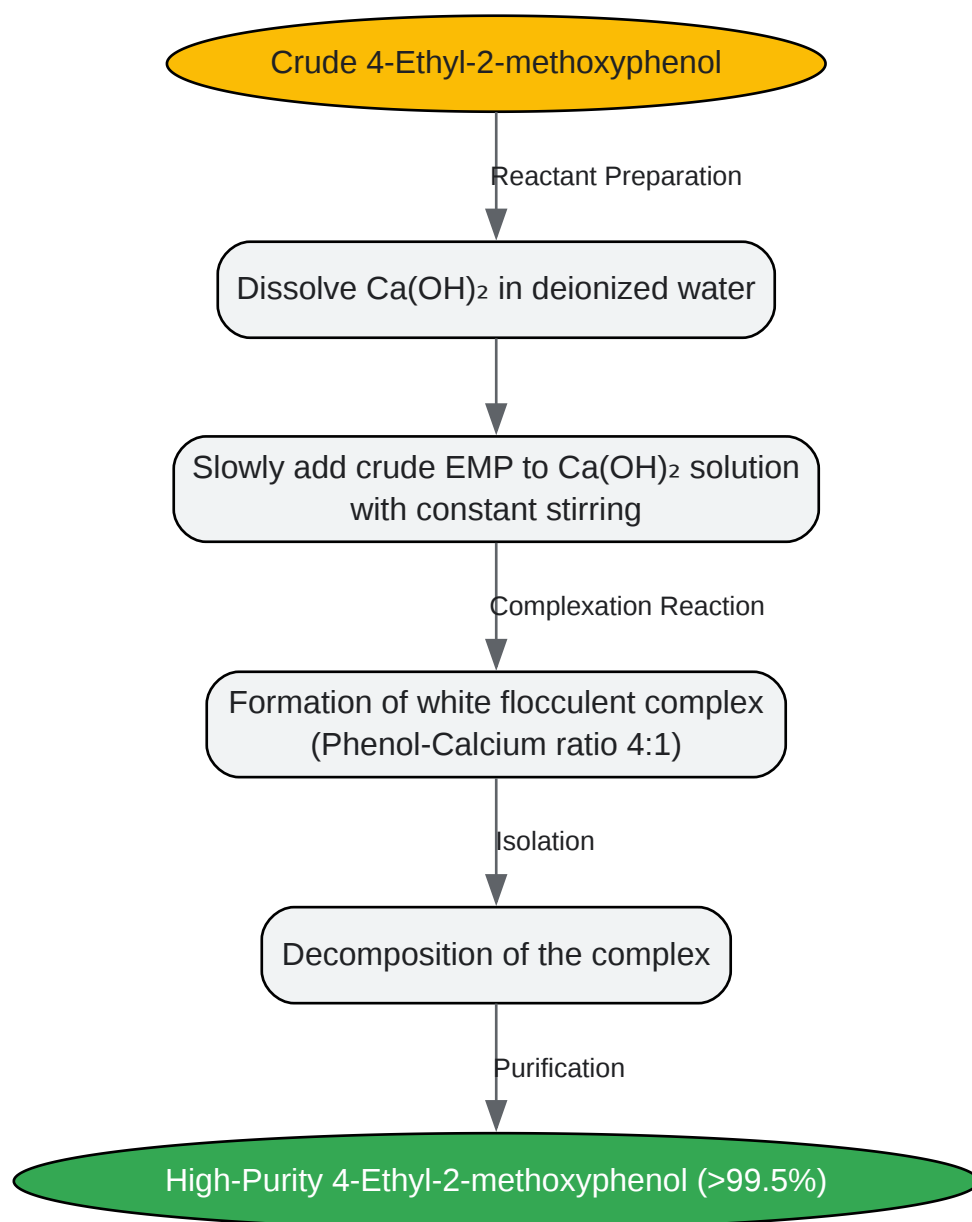 Crude 4-Ethyl-2-methoxyphenol
Reactant Preparation
Dissolve Ca(OH)₂ in deionized water
Slowly add crude EMP to Ca(OH)₂ solution
with constant stirring
Complexation Reaction
Formation of white flocculent complex
(Phenol-Calcium ratio 4:1)
Isolation
Decomposition of the complex
Purification
High-Purity 4-Ethyl-2-methoxyphenol (>99.5%)